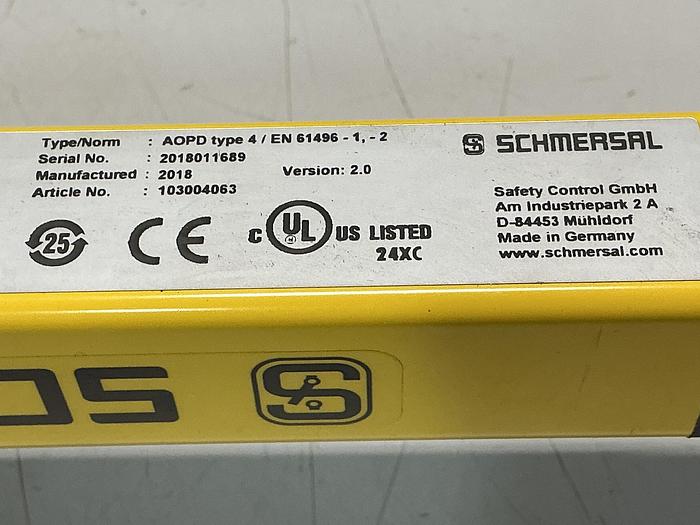 Type/Norm : AOPD type 4 / EN 61496 - 1, - 2
Serial No. : 2018011689
Manufactured : 2018 Version: 2.0
Article No. : 103004063
SCHMERSAL
Safety Control GmbH
Am Industriepark 2 A
D-84453 Mühldorf
Made in Germany
www.schmersal.com
25
CE
c UL US LISTED
24XC